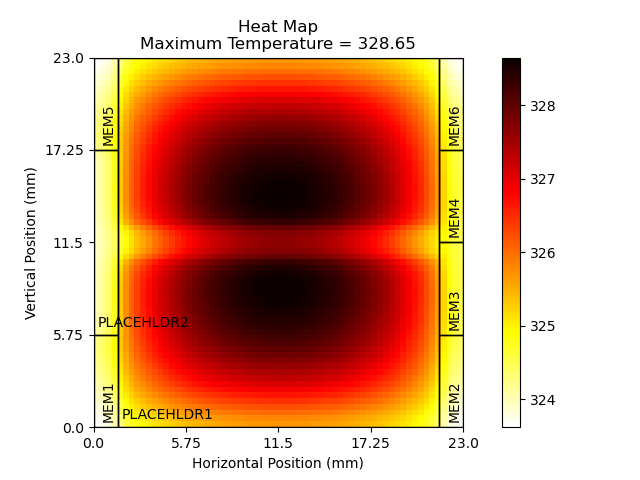 Heat Map
Maximum Temperature = 328.65
23.0
17.25
11.5
5.75
0.0
Vertical Position (mm)
MEM5
MEM6
MEM4
MEM3
PLACEHLDR2
MEM1
PLACEHLDR1
MEM2
0.0 5.75 11.5 17.25 23.0
Horizontal Position (mm)
328
327
326
325
324